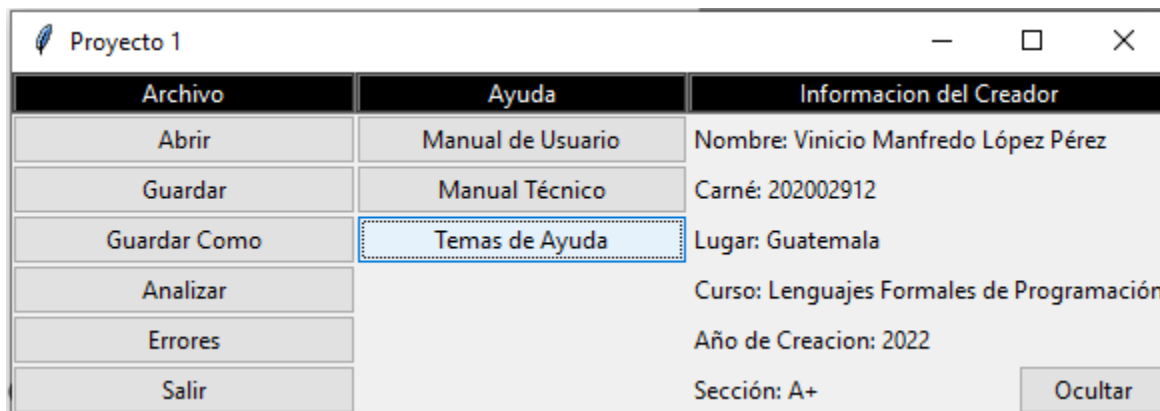 Proyecto 1
Archivo Ayuda Informacion del Creador
Abrir Manual de Usuario Nombre: Vinicio Manfredo López Pérez
Guardar Manual Técnico Carné: 202002912
Guardar Como Temas de Ayuda Lugar: Guatemala
Analizar Curso: Lenguajes Formales de Programación
Errores Año de Creacion: 2022
Salir Sección: A+ Ocultar